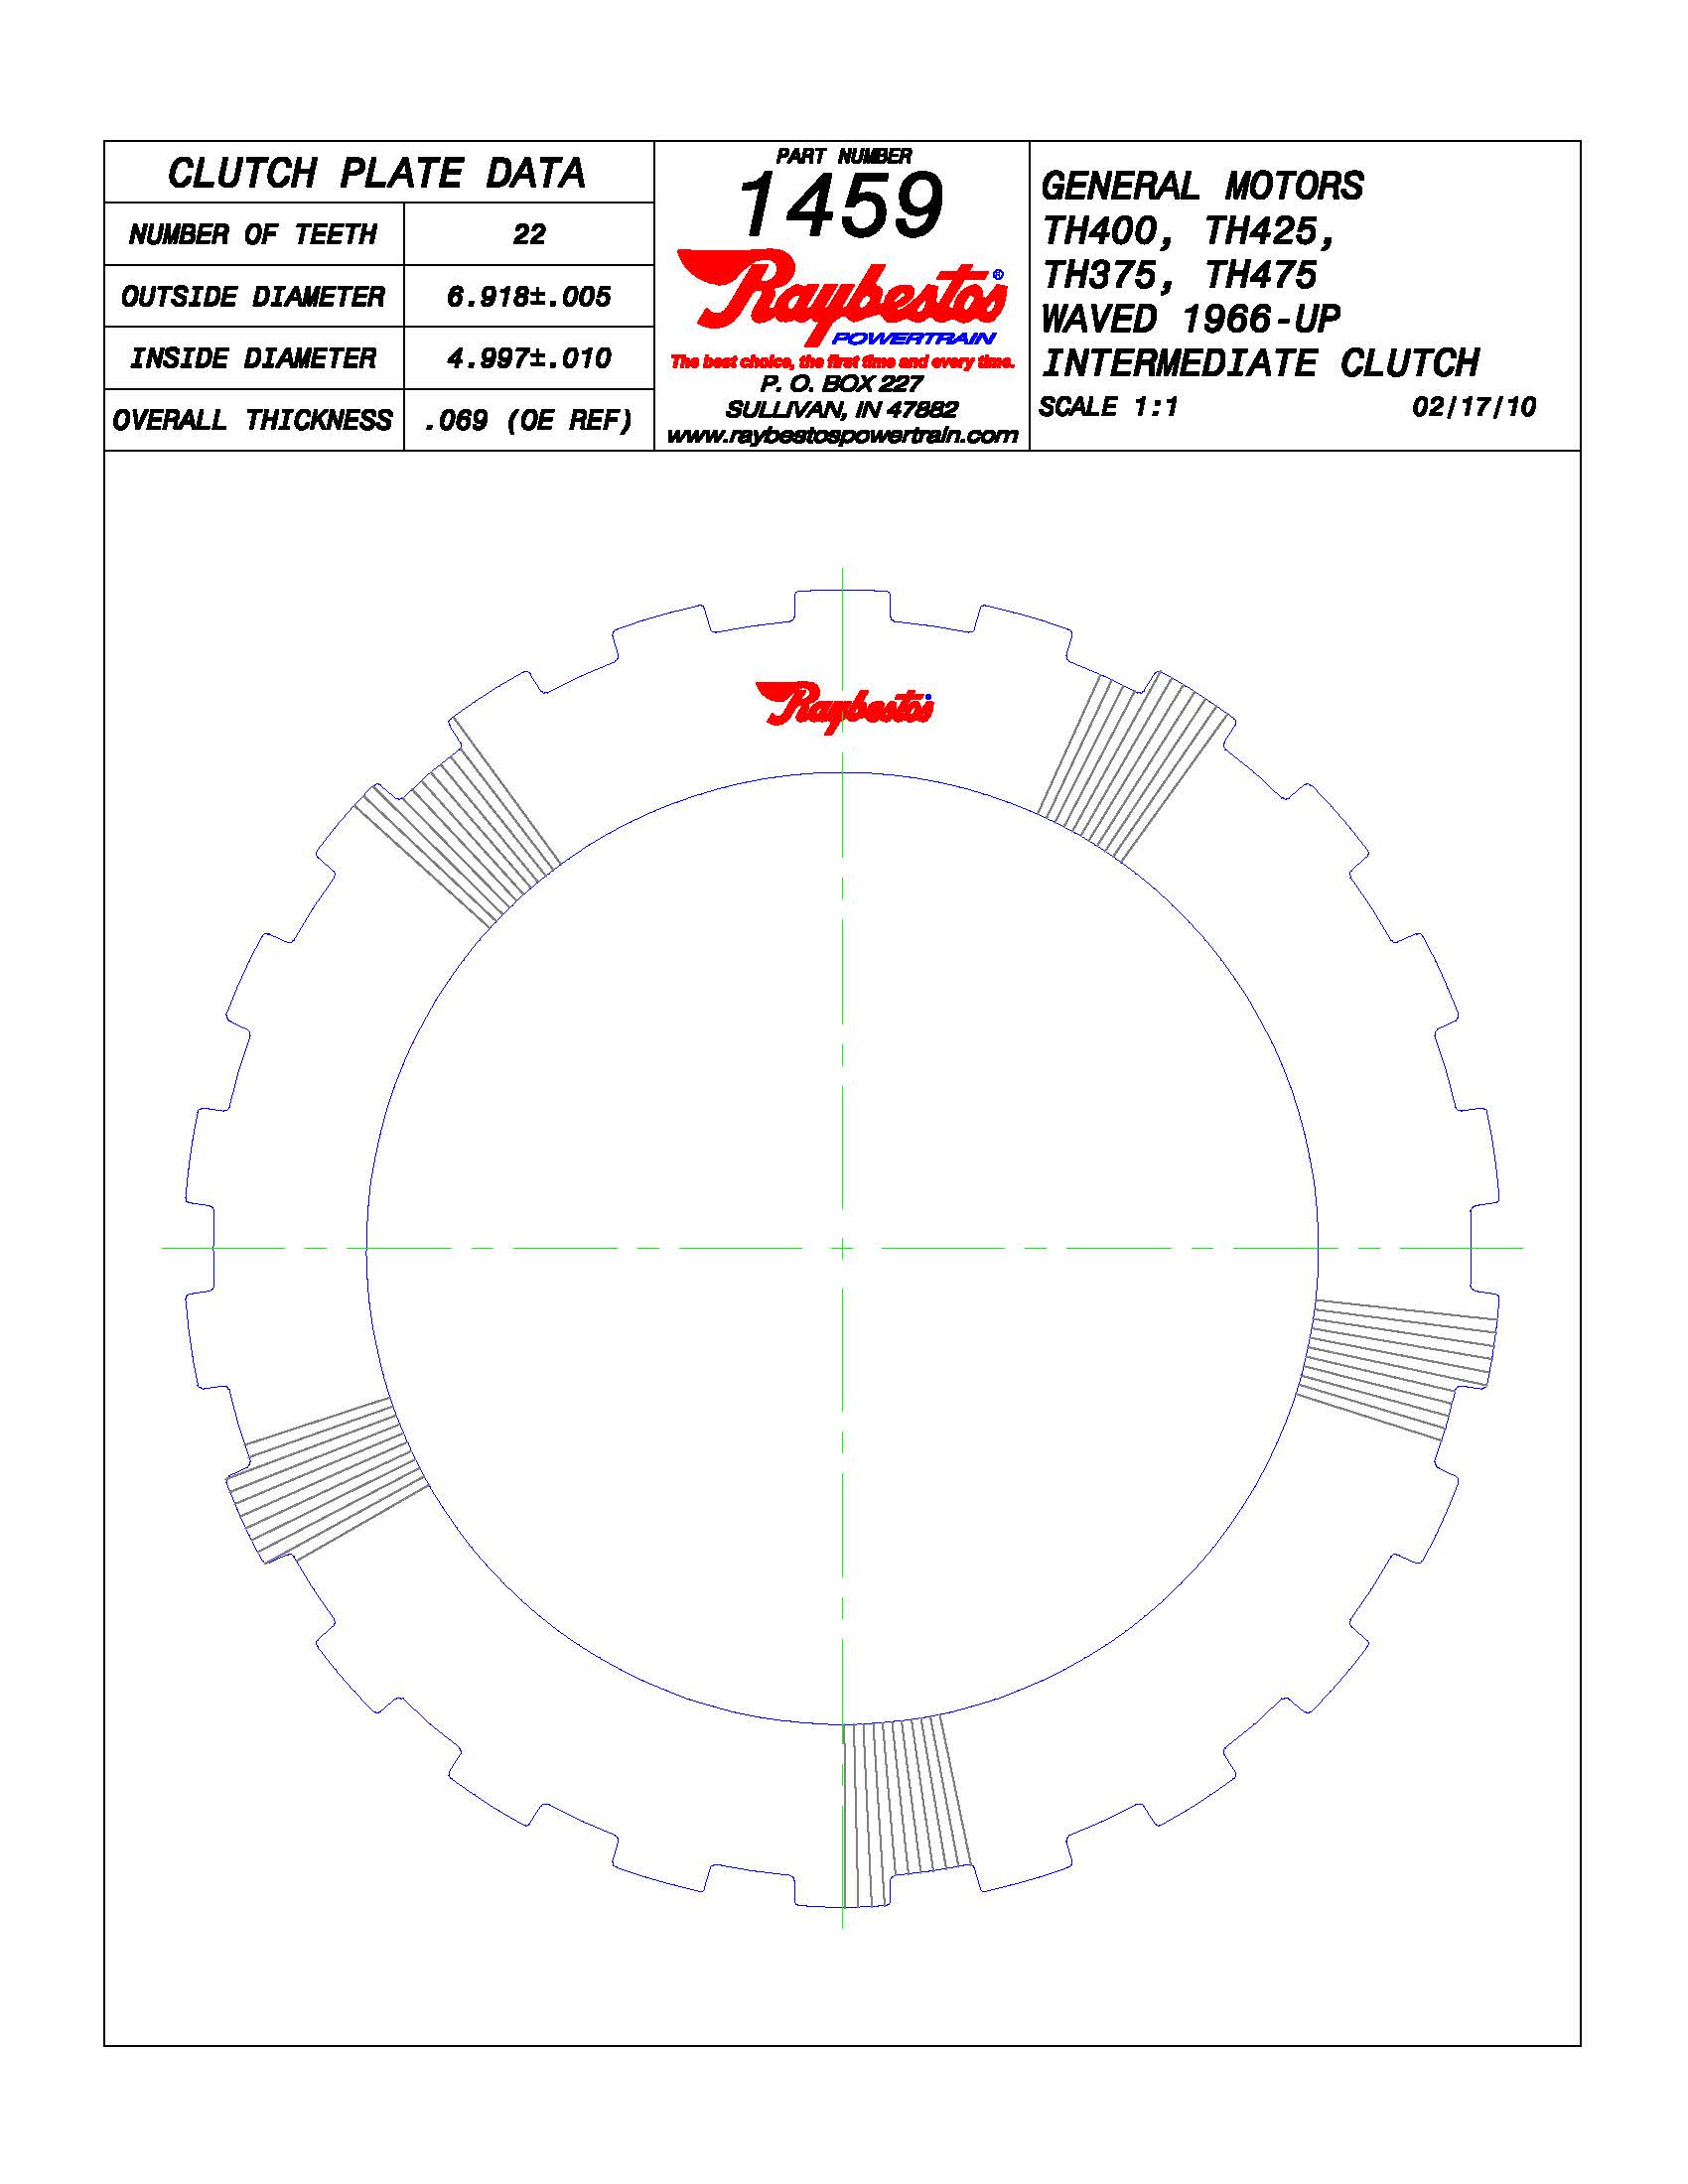 CLUTCH PLATE DATA
NUMBER OF TEETH 22
OUTSIDE DIAMETER 6.918±.005
INSIDE DIAMETER 4.997±.010
OVERALL THICKNESS .069 (OE REF)
PART NUMBER
1459
Raybestos®
POWERTRAIN
The best choice, the first time and every time.
P. O. BOX 227
SULLIVAN, IN 47882
www.raybestospowertrain.com
GENERAL MOTORS
TH400, TH425,
TH375, TH475
WAVED 1966-UP
INTERMEDIATE CLUTCH
SCALE 1:1 02/17/10
Raybestos